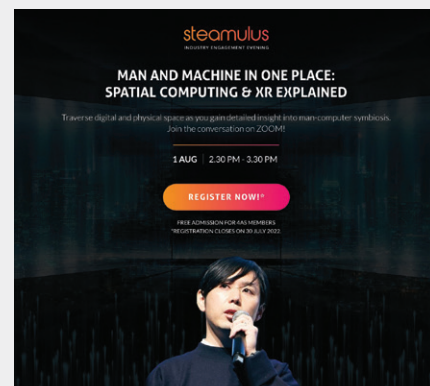 steamulus
INDUSTRY ENGAGEMENT EVENING
MAN AND MACHINE IN ONE PLACE:
SPATIAL COMPUTING & XR EXPLAINED
Traverse digital and physical space as you gain detailed insight into man-computer symbiosis.
Join the conversation on ZOOM!
1 AUG | 2.30 PM - 3.30 PM
REGISTER NOW!*
FREE ADMISSION FOR 4AS MEMBERS
*REGISTRATION CLOSES ON 30 JULY 2022.